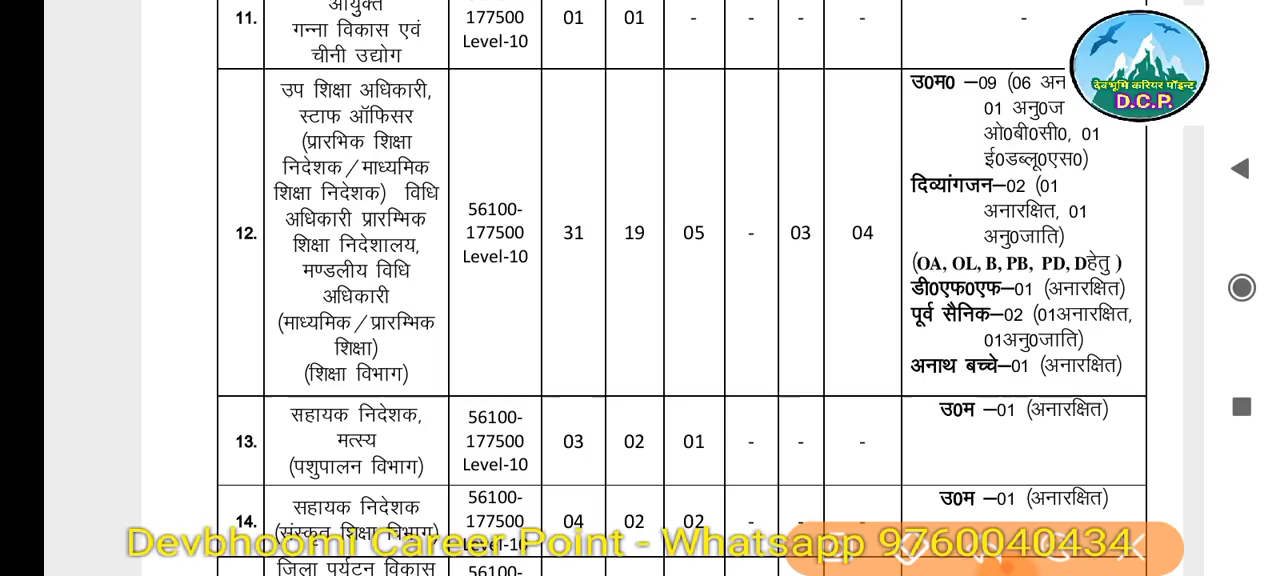 11.
गन्ना विकास एवं
चीनी उद्योग
177500
Level-10
01
01
-
-
-
-
-
12.
उप शिक्षा अधिकारी,
स्टाफ ऑफिसर
(प्रारभिक शिक्षा
निदेशक/माध्यमिक
शिक्षा निदेशक) विधि
अधिकारी प्रारम्भिक
शिक्षा निदेशालय,
मण्डलीय विधि
अधिकारी
(माध्यमिक/प्रारम्भिक
शिक्षा)
(शिक्षा विभाग)
56100-
177500
Level-10
31
19
05
-
03
04
उ0म0 –09 (06 अन
01 अनु0ज
ओ0बी०सी0, 01
ई0डब्लू0एस0)
दिव्यांगजन–02 (01
अनारक्षित, 01
अनु0जाति)
(OA, OL, B, PB, PD, Dहेतु )
डी0एफ0एफ–01 (अनारक्षित)
पूर्व सैनिक–02 (01अनारक्षित,
01अनु0जाति)
अनाथ बच्चे–01 (अनारक्षित)
देवभूमि करियर पॉइन्ट
D.C.P.
13.
सहायक निदेशक,
मत्स्य
(पशुपालन विभाग)
56100-
177500
Level-10
03
02
01
-
-
-
उ0म –01 (अनारक्षित)
14.
सहायक निदेशक
(संस्कृत शिक्षा विभाग)
56100-
177500
Level-10
04
02
02
-
-
-
उ0म –01 (अनारक्षित)
Devbhoomi Career Point - Whatsapp 9760040434
जिला पर्यटन विकास
56100-